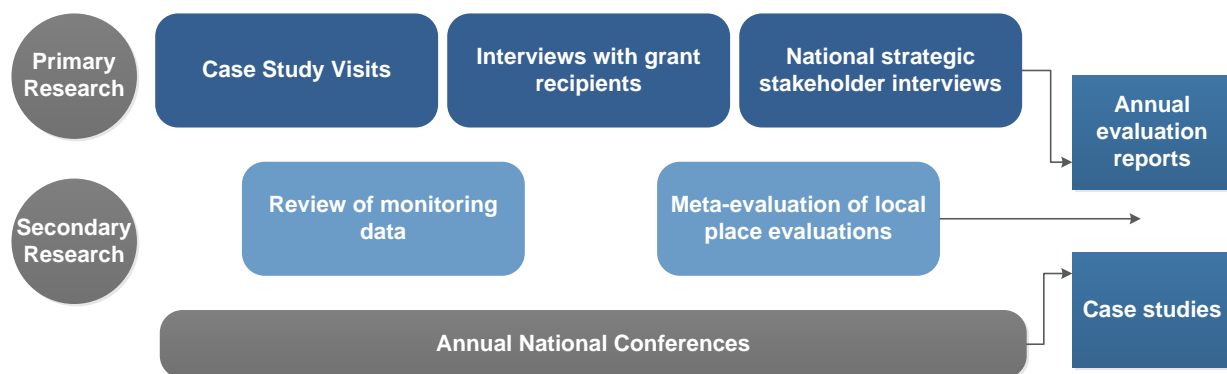 Primary
Research
Case Study Visits
Interviews with grant
recipients
National strategic
stakeholder interviews
Annual
evaluation
reports
Secondary
Research
Review of monitoring
data
Meta-evaluation of local
place evaluations
Case studies
Annual National Conferences